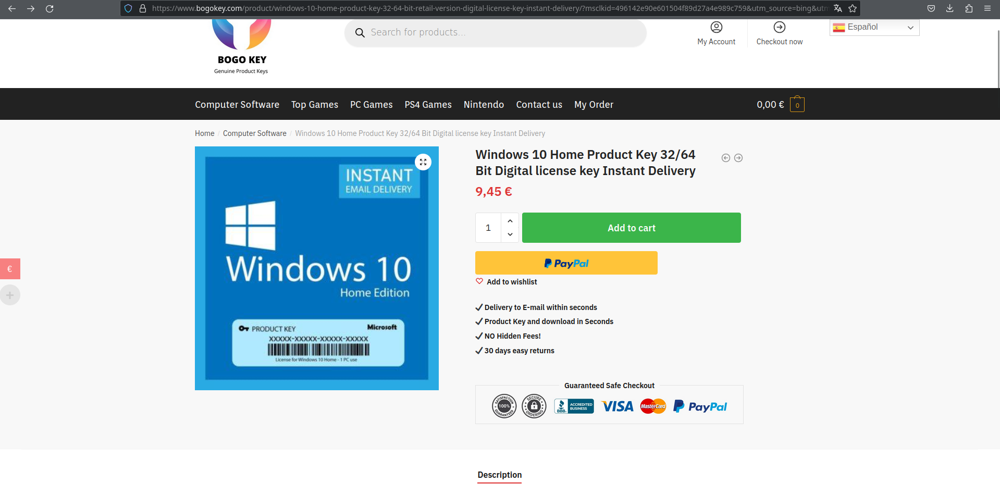 https://www.bogokey.com/product/windows-10-home-product-key-32-64-bit-retail-version-digital-license-key-instant-delivery/?msclkid=496142e90e601504f89d27a4e989c759&utm_source=bing&utm
BOGO KEY
Genuine Product Keys
Search for products...
My Account
Checkout now
Español
Computer Software
Top Games
PC Games
PS4 Games
Nintendo
Contact us
My Order
0,00 €
0
Home / Computer Software / Windows 10 Home Product Key 32/64 Bit Digital license key Instant Delivery
INSTANT
EMAIL DELIVERY
Windows 10
Home Edition
PRODUCT KEY
Microsoft
XXXXX-XXXXX-XXXXX-XXXXX
License for Windows 10 Home - 1 PC use
€
Windows 10 Home Product Key 32/64
Bit Digital license key Instant Delivery
9,45 €
1
Add to cart
PayPal
Add to wishlist
✓ Delivery to E-mail within seconds
✓ Product Key and download in Seconds
✓ NO Hidden Fees!
✓ 30 days easy returns
Guaranteed Safe Checkout
SATISFACTION
100%
GUARANTEED
SECURE
ORDERING
BBB.
ACCREDITED
BUSINESS
VISA
MasterCard
PayPal
Description